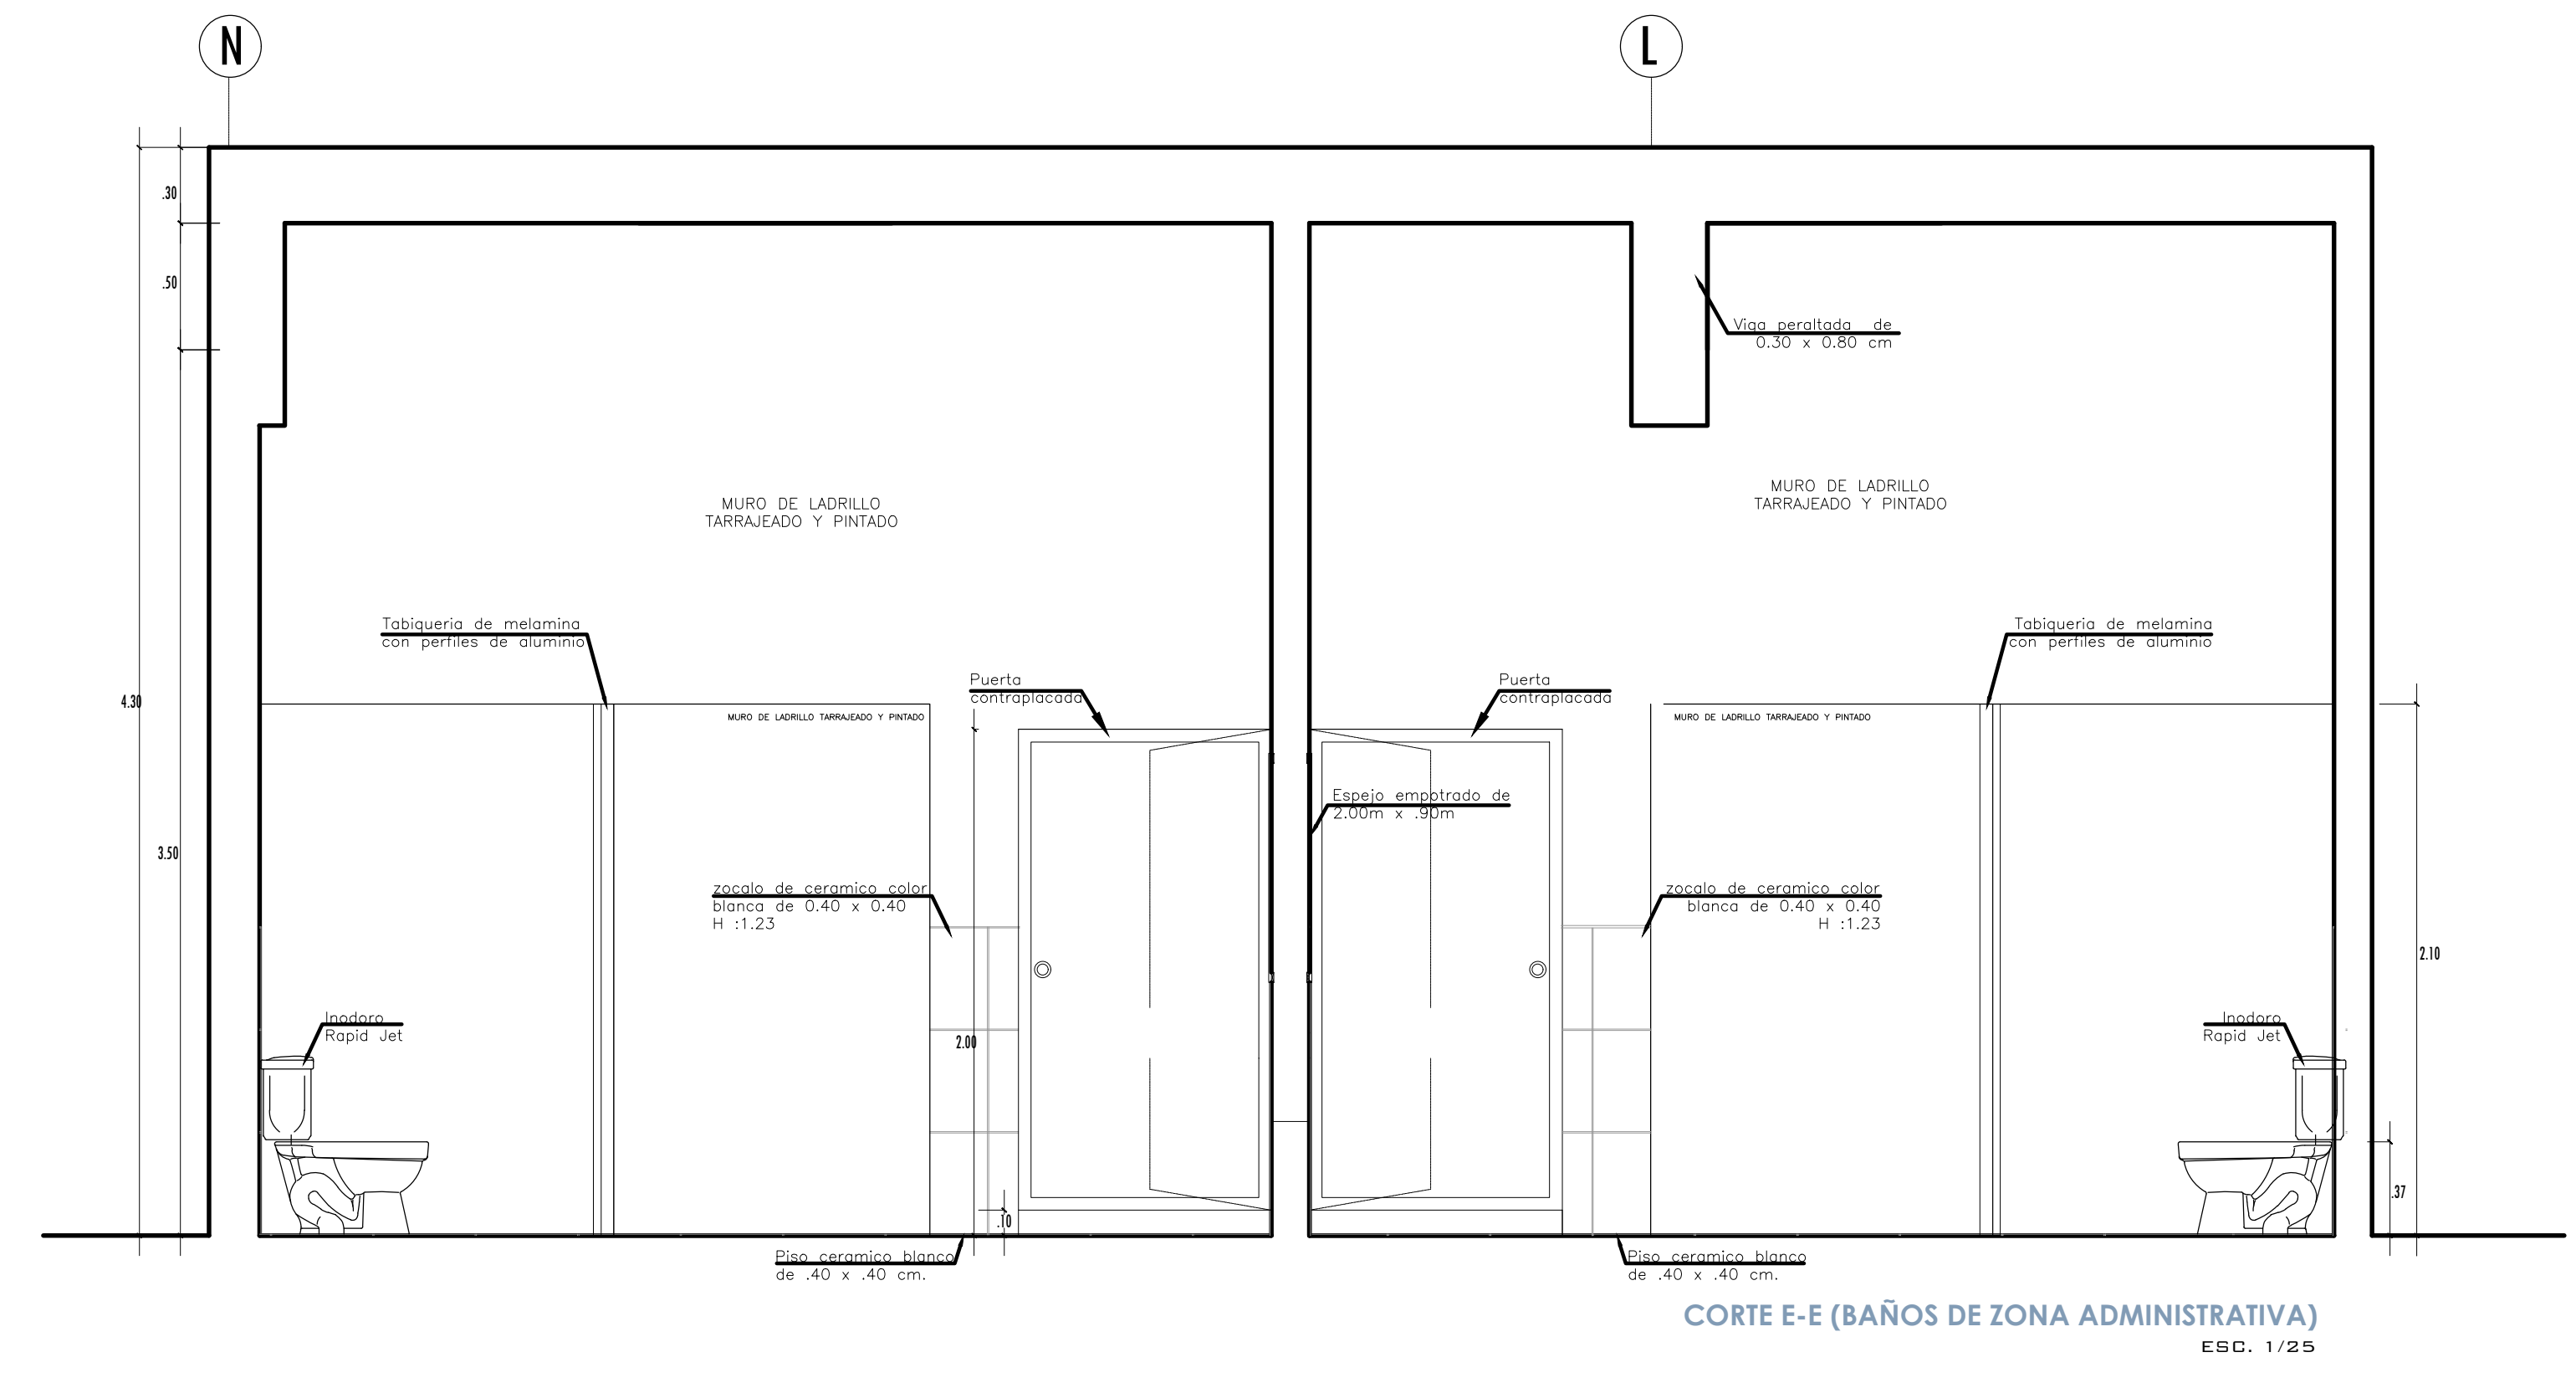 N
L
.30
.50
Viga peraltada de
0.30 x 0.80 cm
MURO DE LADRILLO
TARRAJEADO Y PINTADO
MURO DE LADRILLO
TARRAJEADO Y PINTADO
Tabiqueria de melamina
con perfiles de aluminio
Tabiqueria de melamina
con perfiles de aluminio
Puerta
contraplacada
Puerta
contraplacada
4.30
MURO DE LADRILLO TARRAJEADO Y PINTADO
MURO DE LADRILLO TARRAJEADO Y PINTADO
Espejo empotrado de
2.00m x .90m
3.50
zocalo de ceramico color
blanca de 0.40 x 0.40
H :1.23
zocalo de ceramico color
blanca de 0.40 x 0.40
H :1.23
2.10
Inodoro
Rapid Jet
Inodoro
Rapid Jet
2.00
.37
.10
Piso ceramico blanco
de .40 x .40 cm.
Piso ceramico blanco
de .40 x .40 cm.
CORTE E-E (BAÑOS DE ZONA ADMINISTRATIVA)
ESC. 1/25